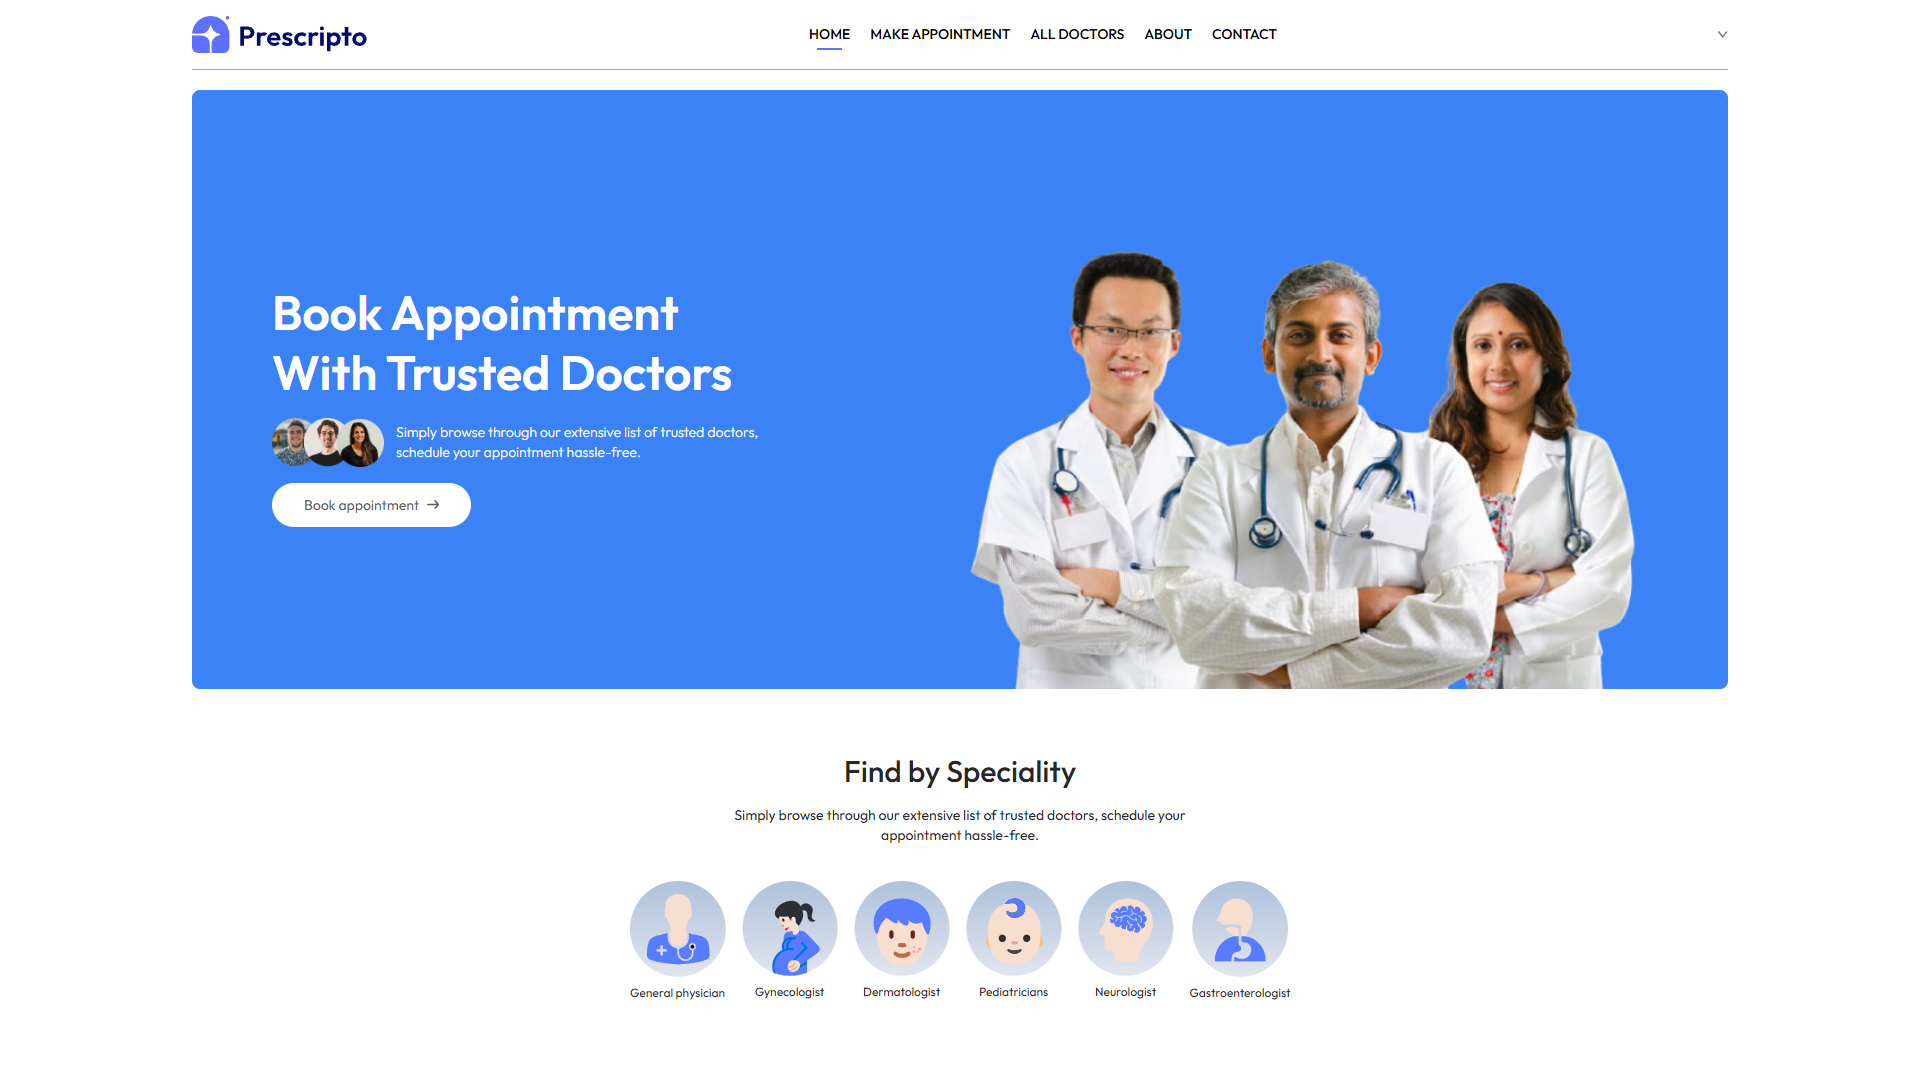 Prescripto
HOME
MAKE APPOINTMENT
ALL DOCTORS
ABOUT
CONTACT
Book Appointment
With Trusted Doctors
Simply browse through our extensive list of trusted doctors,
schedule your appointment hassle-free.
Book appointment
Find by Speciality
Simply browse through our extensive list of trusted doctors, schedule your
appointment hassle-free.
General physician
Gynecologist
Dermatologist
Pediatricians
Neurologist
Gastroenterologist